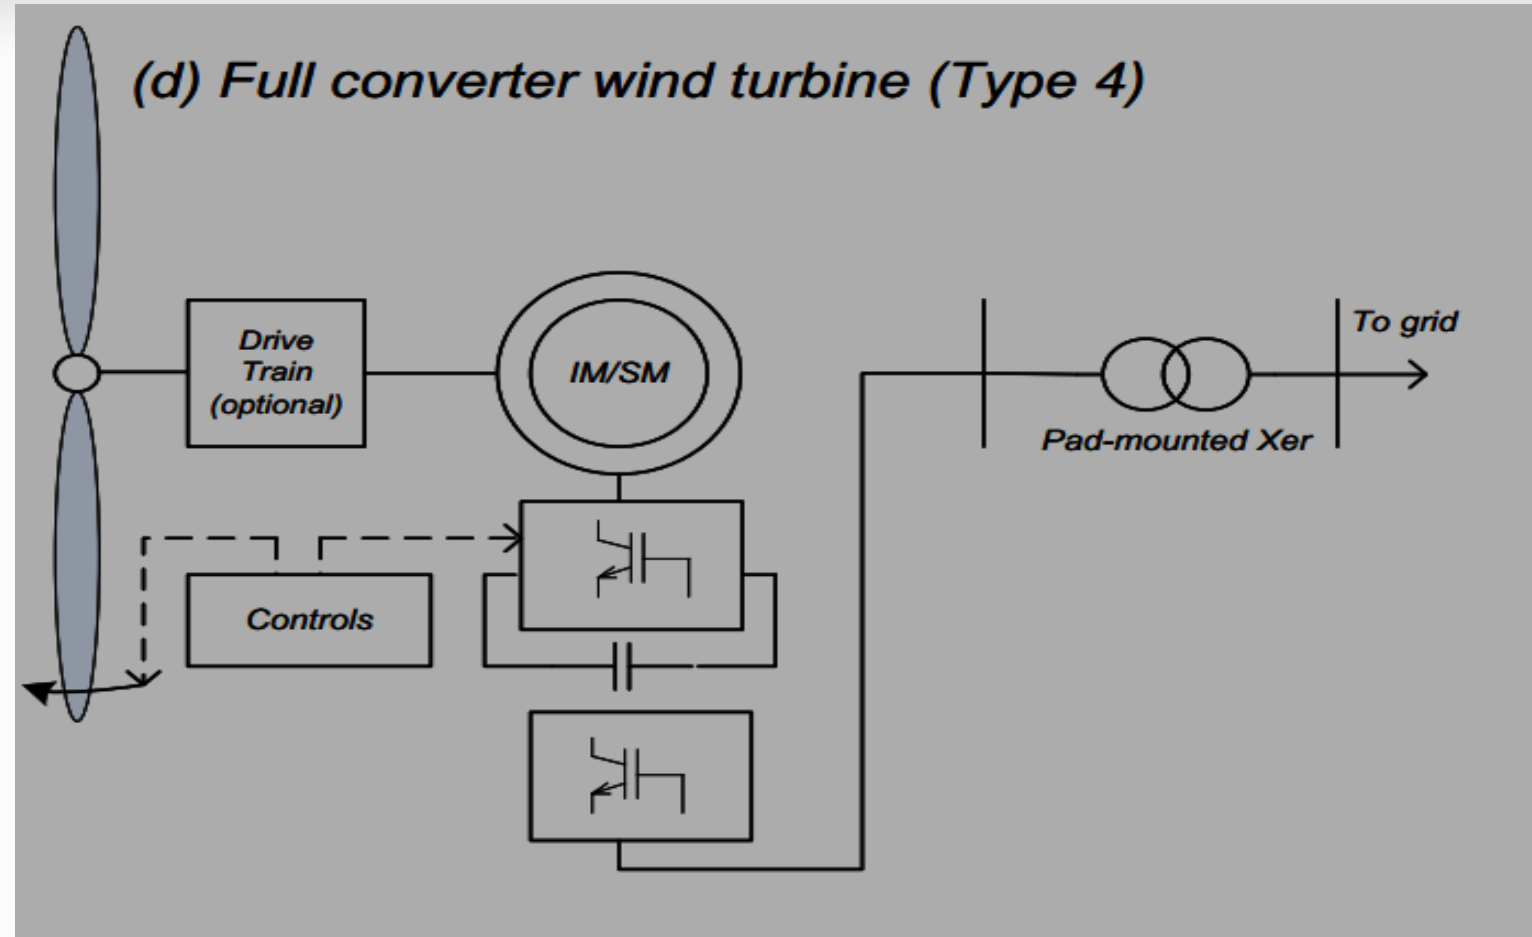 (d) Full converter wind turbine (Type 4)
Drive
Train
(optional)
IM/SM
To grid
Pad-mounted Xer
Controls